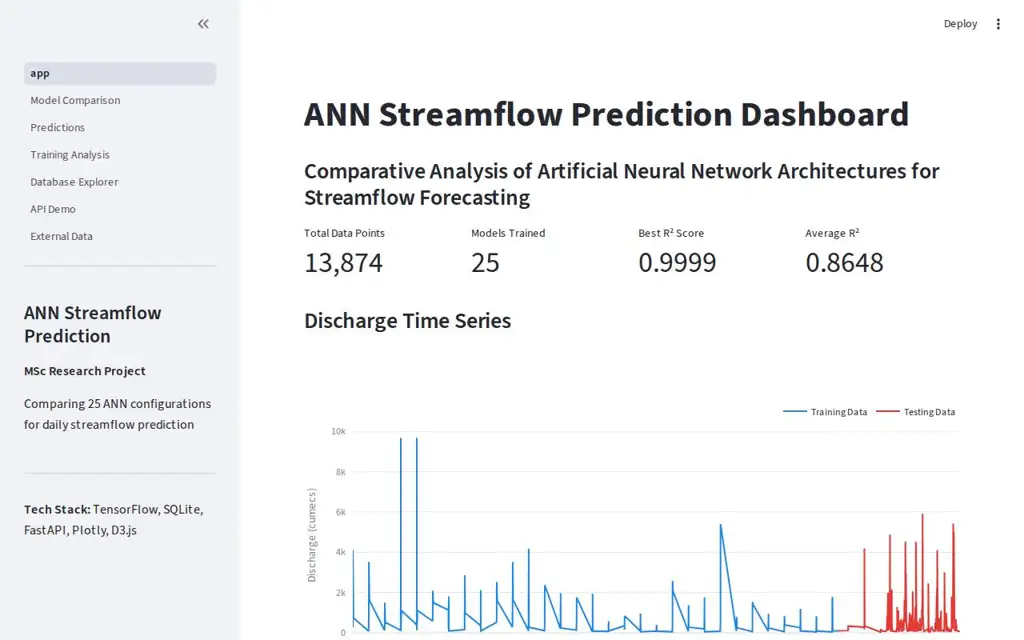 Deploy
app
Model Comparison
Predictions
Training Analysis
Database Explorer
API Demo
External Data
ANN Streamflow
Prediction
MSc Research Project
Comparing 25 ANN configurations
for daily streamflow prediction
Tech Stack: TensorFlow, SQLite,
FastAPI, Plotly, D3.js
ANN Streamflow Prediction Dashboard
Comparative Analysis of Artificial Neural Network Architectures for
Streamflow Forecasting
Total Data Points
13,874
Models Trained
25
Best R² Score
0.9999
Average R²
0.8648
Discharge Time Series
Training Data
Testing Data
Discharge (cumecs)
10k
8k
6k
4k
2k
0